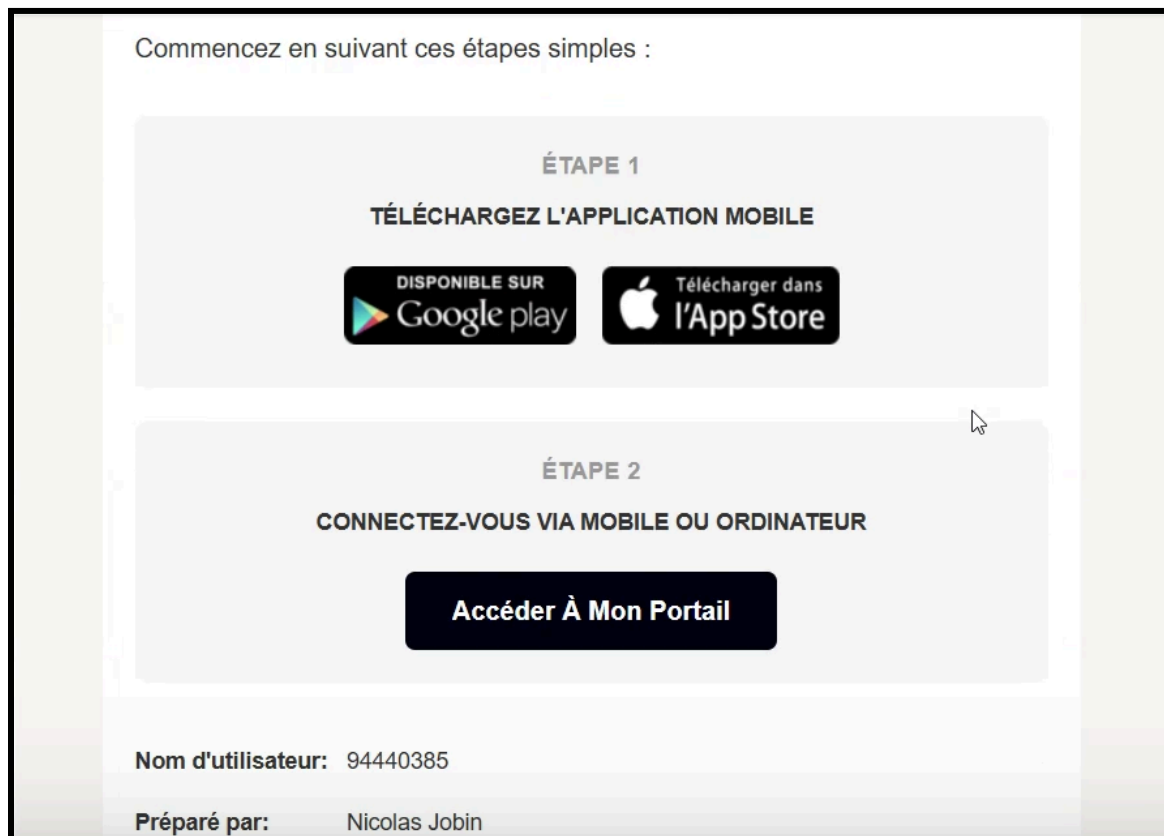 Commencez en suivant ces étapes simples :
ÉTAPE 1
TÉLÉCHARGEZ L'APPLICATION MOBILE
DISPONIBLE SUR
Google play
Télécharger dans
l'App Store
ÉTAPE 2
CONNECTEZ-VOUS VIA MOBILE OU ORDINATEUR
Accéder À Mon Portail
Nom d'utilisateur: 94440385
Préparé par: Nicolas Jobin